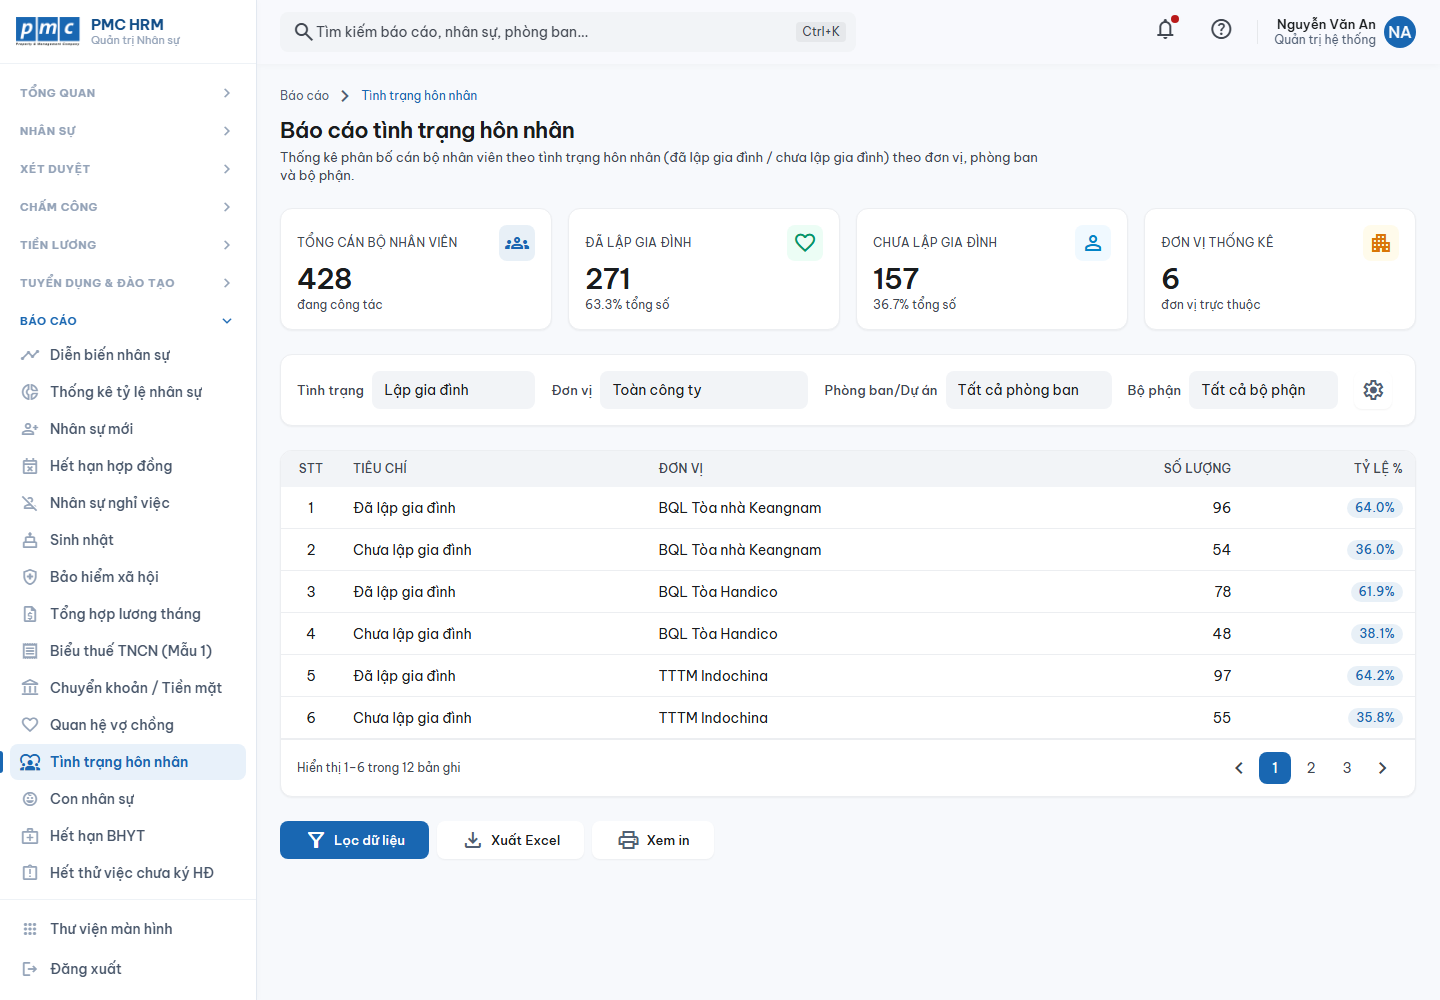 pmc
PMC HRM
Quản trị Nhân sự
TỔNG QUAN
NHÂN SỰ
XÉT DUYỆT
CHẤM CÔNG
TIỀN LƯƠNG
TUYỂN DỤNG & ĐÀO TẠO
BÁO CÁO
Diễn biến nhân sự
Thống kê tỷ lệ nhân sự
Nhân sự mới
Hết hạn hợp đồng
Nhân sự nghỉ việc
Sinh nhật
Bảo hiểm xã hội
Tổng hợp lương tháng
Biểu thuế TNCN (Mẫu 1)
Chuyển khoản / Tiền mặt
Quan hệ vợ chồng
Tình trạng hôn nhân
Con nhân sự
Hết hạn BHYT
Hết thử việc chưa ký HĐ
Thư viện màn hình
Đăng xuất
Tìm kiếm báo cáo, nhân sự, phòng ban...
Ctrl+K
Nguyễn Văn An
Quản trị hệ thống
NA
Báo cáo
Tình trạng hôn nhân
Báo cáo tình trạng hôn nhân
Thống kê phân bố cán bộ nhân viên theo tình trạng hôn nhân (đã lập gia đình / chưa lập gia đình) theo đơn vị, phòng ban
và bộ phận.
TỔNG CÁN BỘ NHÂN VIÊN
428
đang công tác
ĐÃ LẬP GIA ĐÌNH
271
63.3% tổng số
CHƯA LẬP GIA ĐÌNH
157
36.7% tổng số
ĐƠN VỊ THỐNG KÊ
6
đơn vị trực thuộc
Tình trạng Lập gia đình Đơn vị Toàn công ty Phòng ban/Dự án Tất cả phòng ban Bộ phận Tất cả bộ phận
STT TIÊU CHÍ ĐƠN VỊ SỐ LƯỢNG TỶ LỆ %
1 Đã lập gia đình BQL Tòa nhà Keangnam 96 64.0%
2 Chưa lập gia đình BQL Tòa nhà Keangnam 54 36.0%
3 Đã lập gia đình BQL Tòa Handico 78 61.9%
4 Chưa lập gia đình BQL Tòa Handico 48 38.1%
5 Đã lập gia đình TTTM Indochina 97 64.2%
6 Chưa lập gia đình TTTM Indochina 55 35.8%
Hiển thị 1–6 trong 12 bản ghi
1 2 3
Lọc dữ liệu
Xuất Excel
Xem in